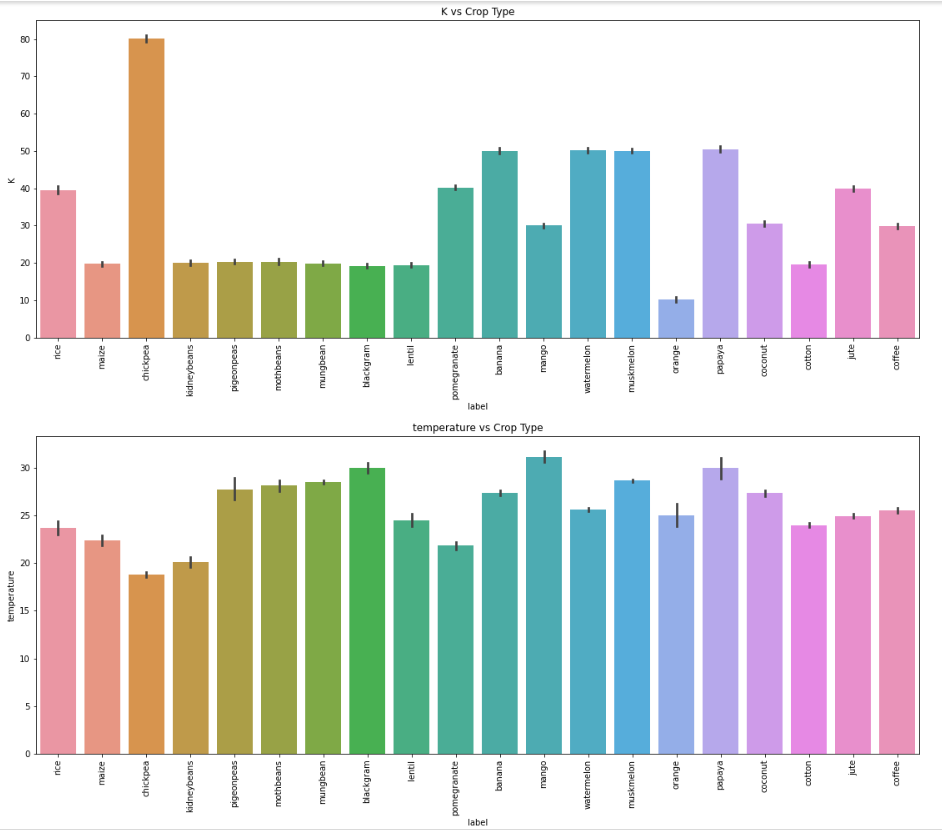 K vs Crop Type
80
70
60
50
40
30
20
10
0
K
rice
maize
chickpea
kidneybeans
pigeonpeas
mothbeans
mungbean
blackgram
lentil
pomegranate
banana
mango
watermelon
muskmelon
orange
papaya
coconut
cotton
jute
coffee
label
temperature vs Crop Type
30
25
20
15
10
5
0
temperature
rice
maize
chickpea
kidneybeans
pigeonpeas
mothbeans
mungbean
blackgram
lentil
pomegranate
banana
mango
watermelon
muskmelon
orange
papaya
coconut
cotton
jute
coffee
label